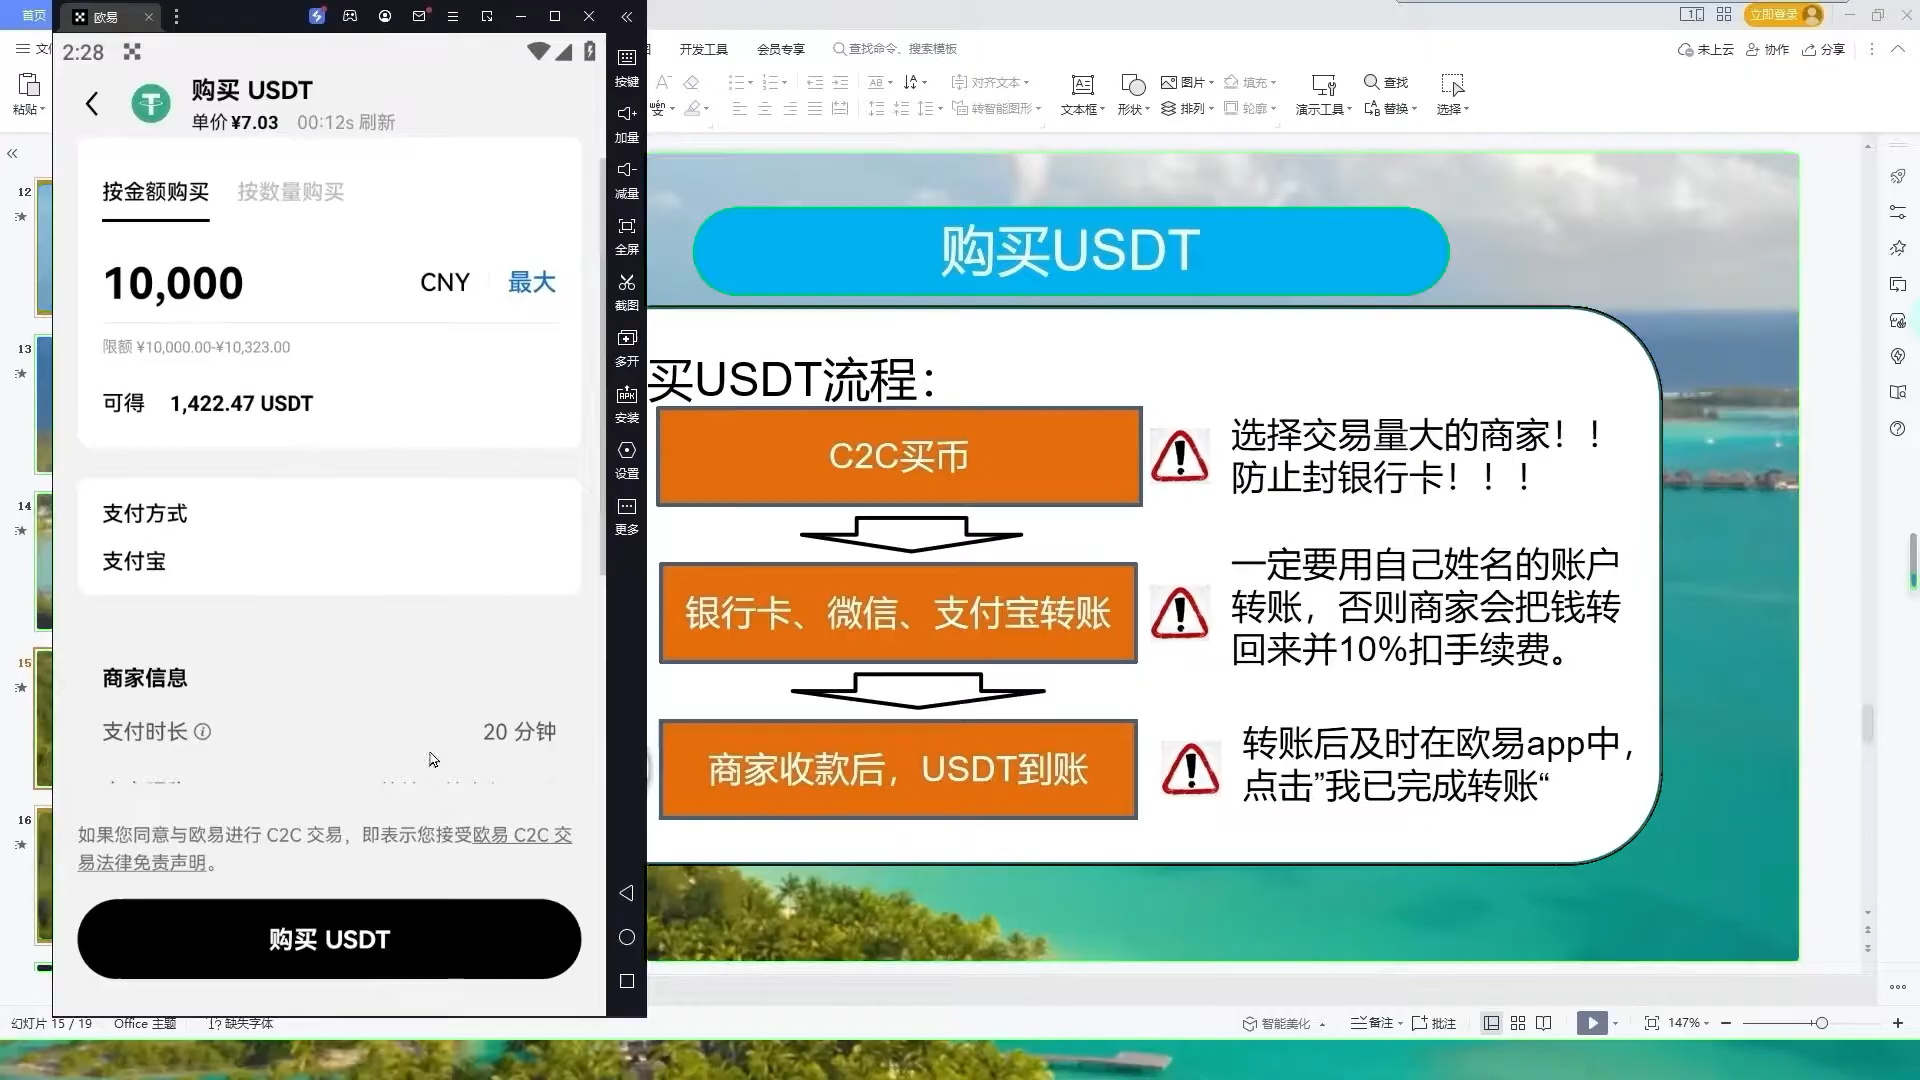 首页
欧易
立即登录
2:28
购买 USDT
单价 ¥7.03 00:12s 刷新
按金额购买 按数量购买
10,000 CNY 最大
限额 ¥10,000.00-¥10,323.00
可得 1,422.47 USDT
支付方式
支付宝
商家信息
支付时长 20 分钟
如果您同意与欧易进行 C2C 交易，即表示您接受欧易 C2C 交
易法律免责声明。
购买 USDT
按键
加量
减量
全屏
截图
多开
安装
设置
更多
开发工具 会员专享 查找命令、搜索模板
未上云 协作 分享
粘贴
对齐文本
转智能图形
文本框 形状 图片 填充
排列 轮廓
演示工具 查找
替换
选择
12
13
14
15
16
购买USDT
买USDT流程：
C2C买币
选择交易量大的商家！！
防止封银行卡！！！
银行卡、微信、支付宝转账
一定要用自己姓名的账户
转账，否则商家会把钱转
回来并10%扣手续费。
商家收款后，USDT到账
转账后及时在欧易app中，
点击”我已完成转账“
幻灯片 15 / 19 Office 主题 缺失字体
智能美化 备注 批注 147%